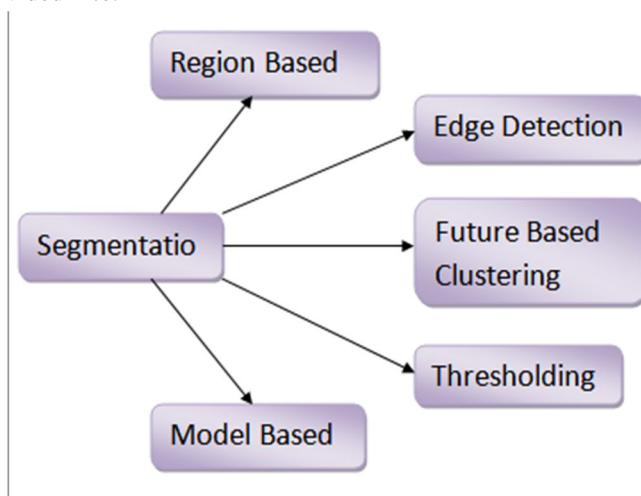 Region Based
Edge Detection
Segmentatio
Future Based
Clustering
Thresholding
Model Based